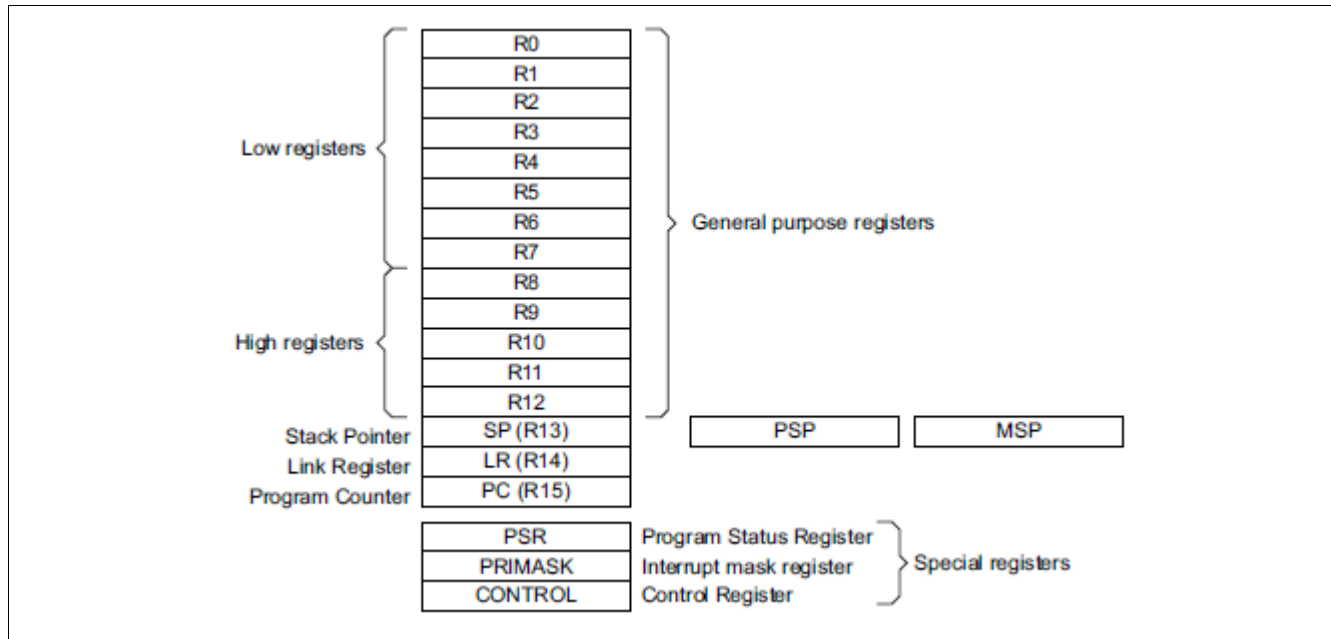 R0
R1
R2
R3
Low registers
R4
R5
R6
General purpose registers
R7
R8
R9
High registers
R10
R11
R12
Stack Pointer SP (R13) PSP MSP
Link Register LR (R14)
Program Counter PC (R15)
PSR Program Status Register
PRIMASK Interrupt mask register Special registers
CONTROL Control Register